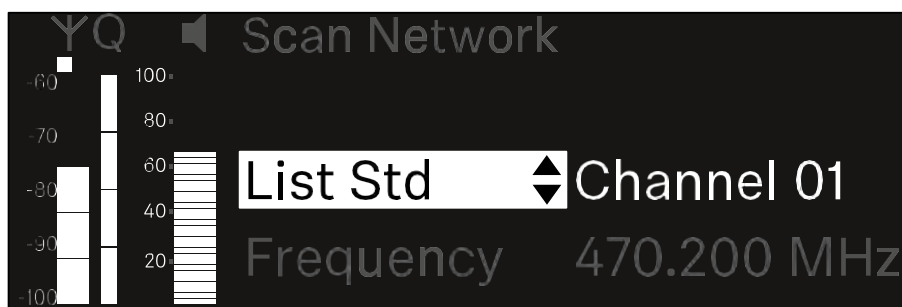 YQ Scan Network
-60 100
-70 80
60 List Std Channel 01
-80 40
-90 20 Frequency 470.200 MHz
-100